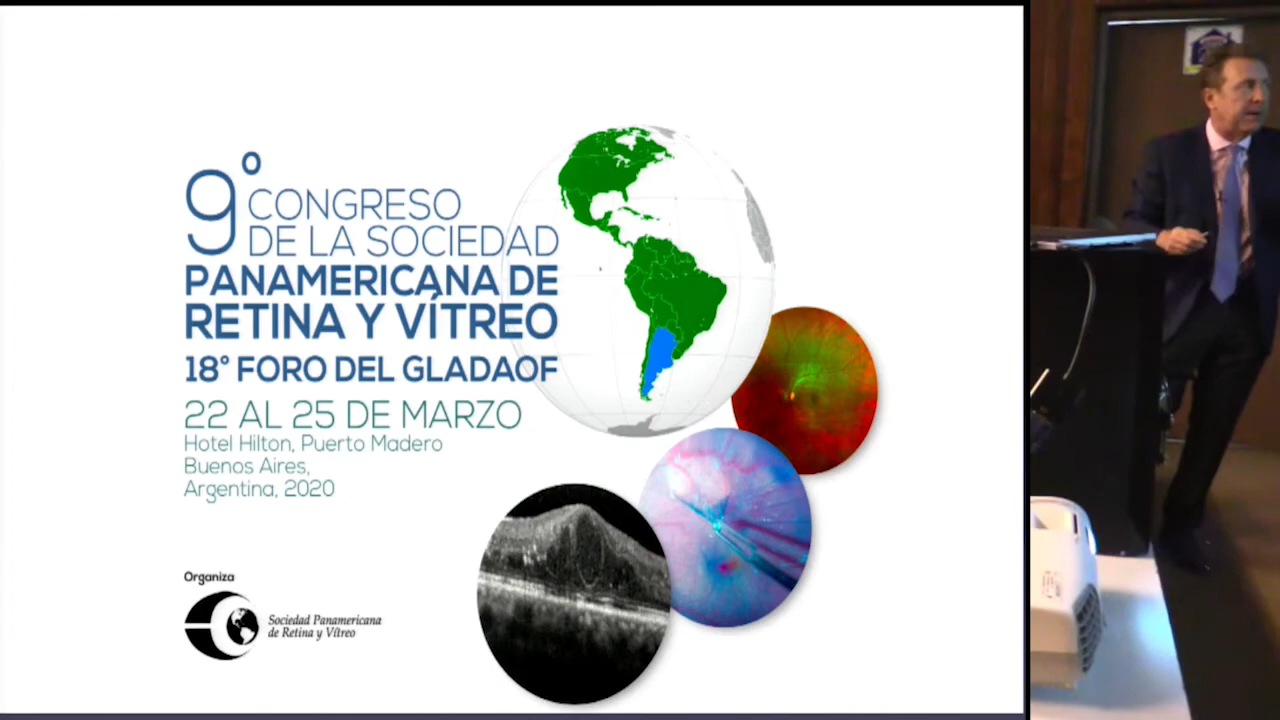 9° CONGRESO
DE LA SOCIEDAD
PANAMERICANA DE
RETINA Y VÍTREO
18° FORO DEL GLADAOF
22 AL 25 DE MARZO
Hotel Hilton, Puerto Madero
Buenos Aires,
Argentina, 2020
Organiza
Sociedad Panamericana
de Retina y Vítreo